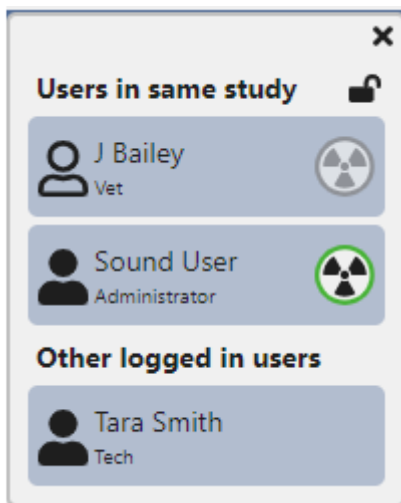 Users in same study
J Bailey
Vet
Sound User
Administrator
Other logged in users
Tara Smith
Tech